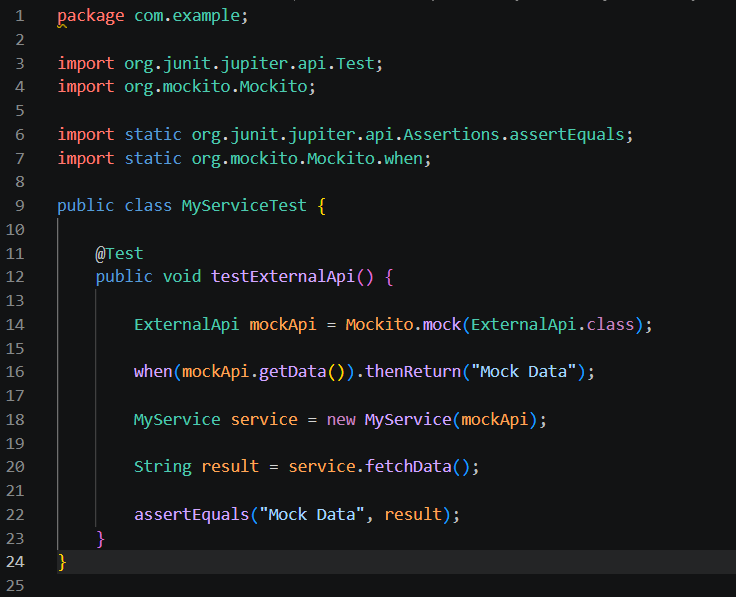 1 package com.example;
2
3 import org.junit.jupiter.api.Test;
4 import org.mockito.Mockito;
5
6 import static org.junit.jupiter.api.Assertions.assertEquals;
7 import static org.mockito.Mockito.when;
8
9 public class MyServiceTest {
10
11 @Test
12 public void testExternalApi() {
13
14 ExternalApi mockApi = Mockito.mock(ExternalApi.class);
15
16 when(mockApi.getData()).thenReturn("Mock Data");
17
18 MyService service = new MyService(mockApi);
19
20 String result = service.fetchData();
21
22 assertEquals("Mock Data", result);
23 }
24 }
25